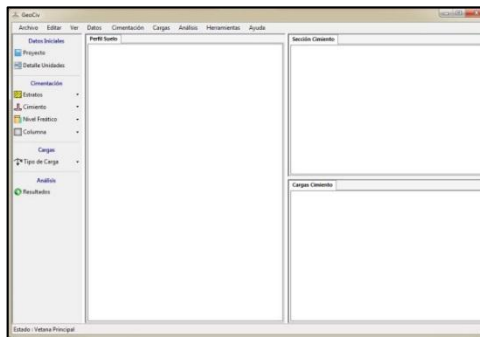 GeoCiv
Archivo Editar Ver Datos Cimentación Cargas Análisis Herramientas Ayuda
Datos Iniciales
Proyecto
Detalle Unidades
Cimentación
Estratos
Cimiento
Nivel Freático
Columna
Cargas
Tipo de Carga
Análisis
Resultados
Perfil Suelo
Sección Cimiento
Cargas Cimiento
Estado : Vetana Principal